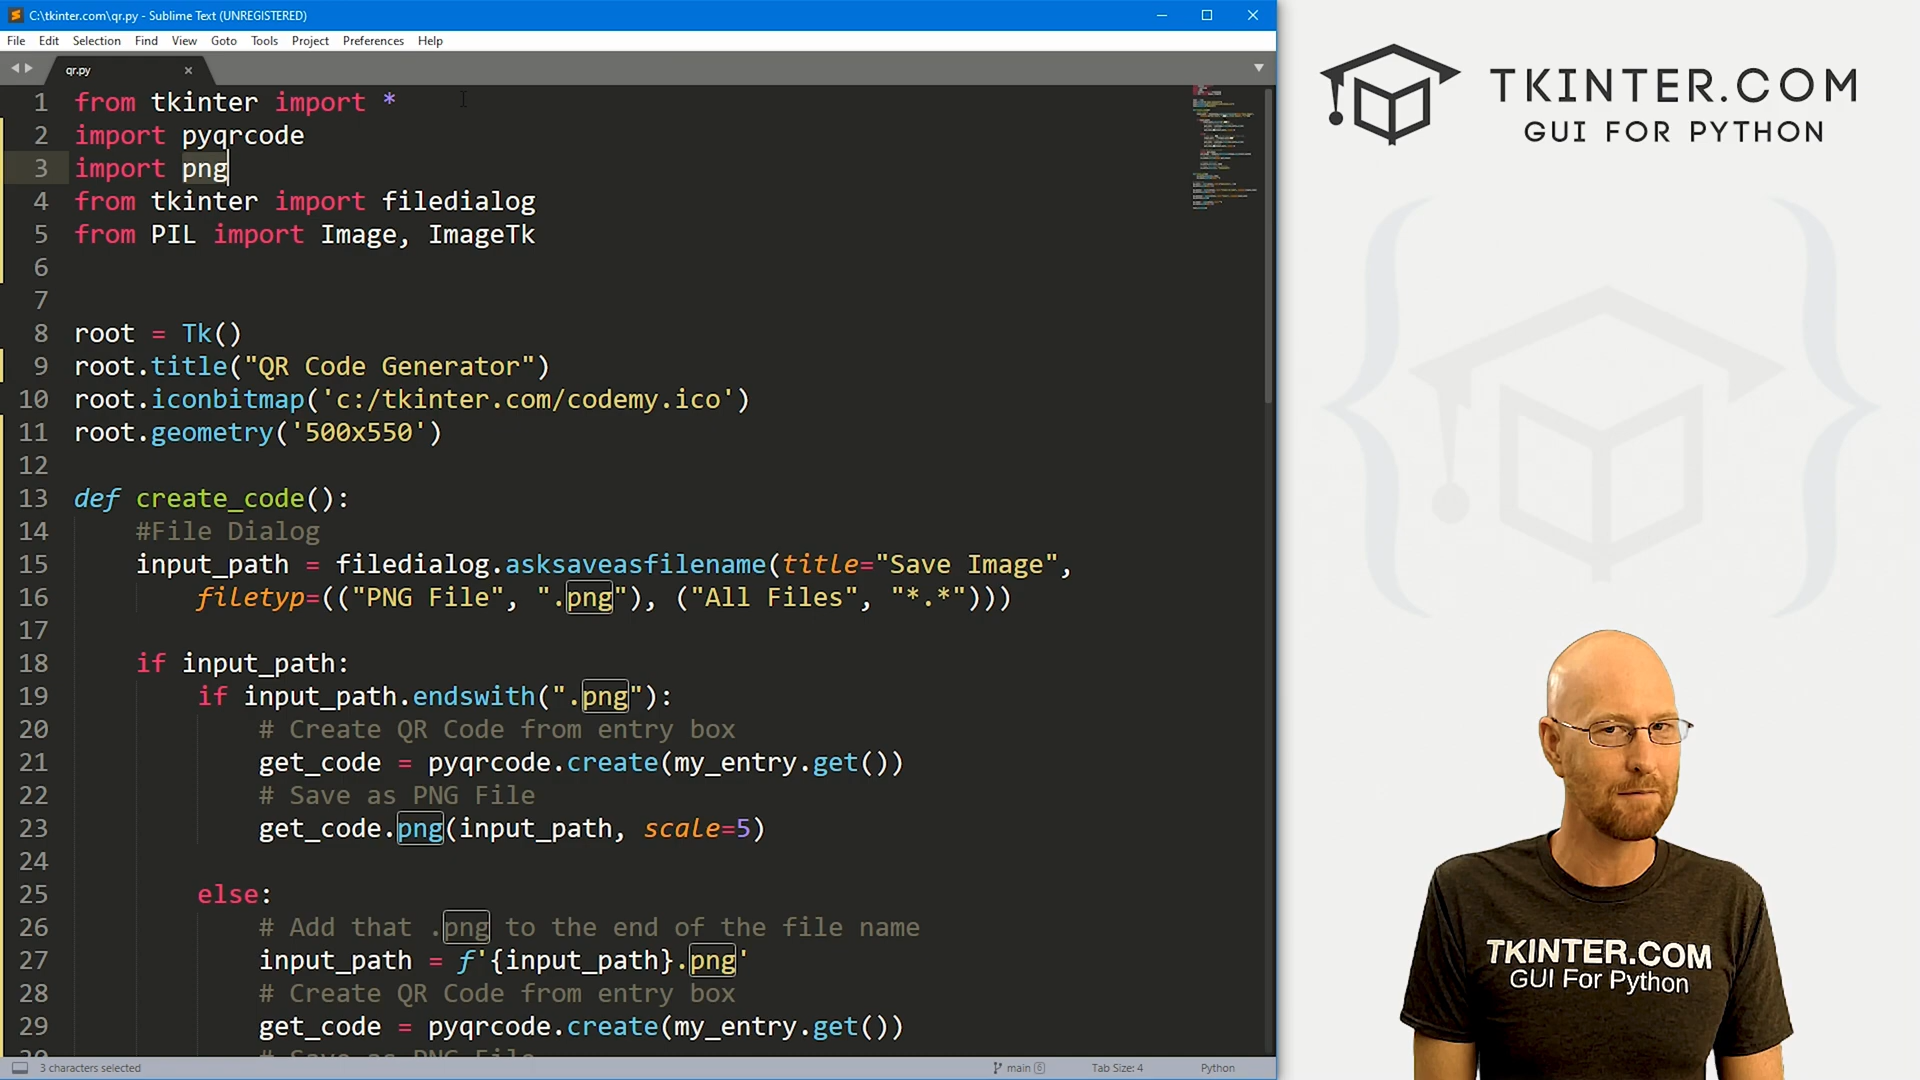 C:\tkinter.com\qr.py - Sublime Text (UNREGISTERED)
File Edit Selection Find View Goto Tools Project Preferences Help
qr.py
1 from tkinter import *
2 import pyqrcode
3 import png
4 from tkinter import filedialog
5 from PIL import Image, ImageTk
6
7
8 root = Tk()
9 root.title("QR Code Generator")
10 root.iconbitmap('c:/tkinter.com/codemy.ico')
11 root.geometry('500x550')
12
13 def create_code():
14 #File Dialog
15 input_path = filedialog.asksaveasfilename(title="Save Image",
16 filetyp=(("PNG File", ".png"), ("All Files", "*.*")))
17
18 if input_path:
19 if input_path.endswith(".png"):
20 # Create QR Code from entry box
21 get_code = pyqrcode.create(my_entry.get())
22 # Save as PNG File
23 get_code.png(input_path, scale=5)
24
25 else:
26 # Add that .png to the end of the file name
27 input_path = f'{input_path}.png'
28 # Create QR Code from entry box
29 get_code = pyqrcode.create(my_entry.get())
30 # Save as PNG File
3 characters selected
main 6
Tab Size: 4
Python
TKINTER.COM
GUI FOR PYTHON
TKINTER.COM
GUI For Python